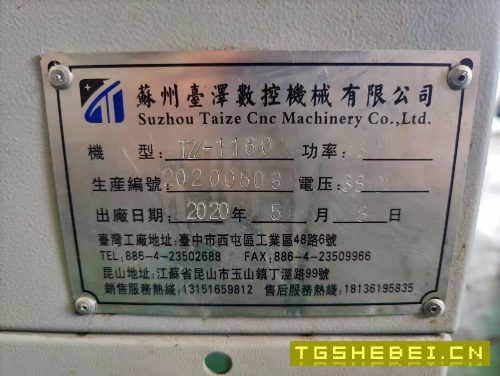 蘇州臺澤數控機械有限公司
Suzhou Taize Cnc Machinery Co.,Ltd.
機 型: TZ-1160 功率:
生産編號: 20200508 電压:
出廠日期: 2020 年 5 月 8 日
臺灣工廠地址:臺中市西屯區工業區48路6號
TEL:886-4-23502688 FAX:886-4-23509966
昆山地址:江蘇省昆山市玉山鎮丁涇路99號
銷售服務熱綫:13151659812 售后服務熱綫:18136195835
TGSHEBEI.CN